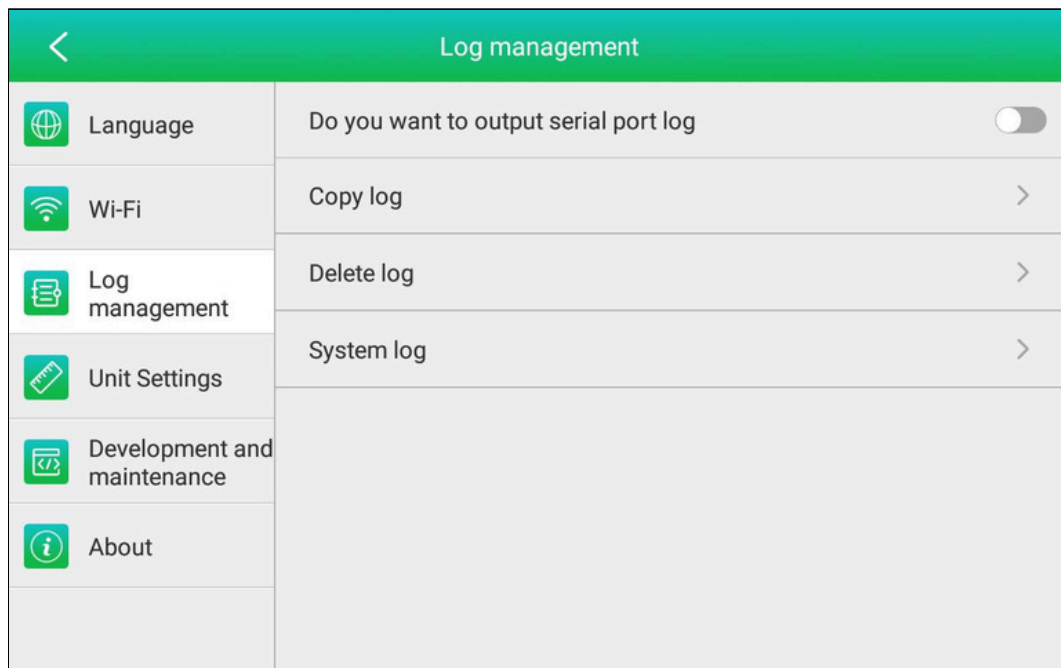 Log management
Language
Wi-Fi
Log
management
Unit Settings
Development and
maintenance
About
Do you want to output serial port log
Copy log
Delete log
System log